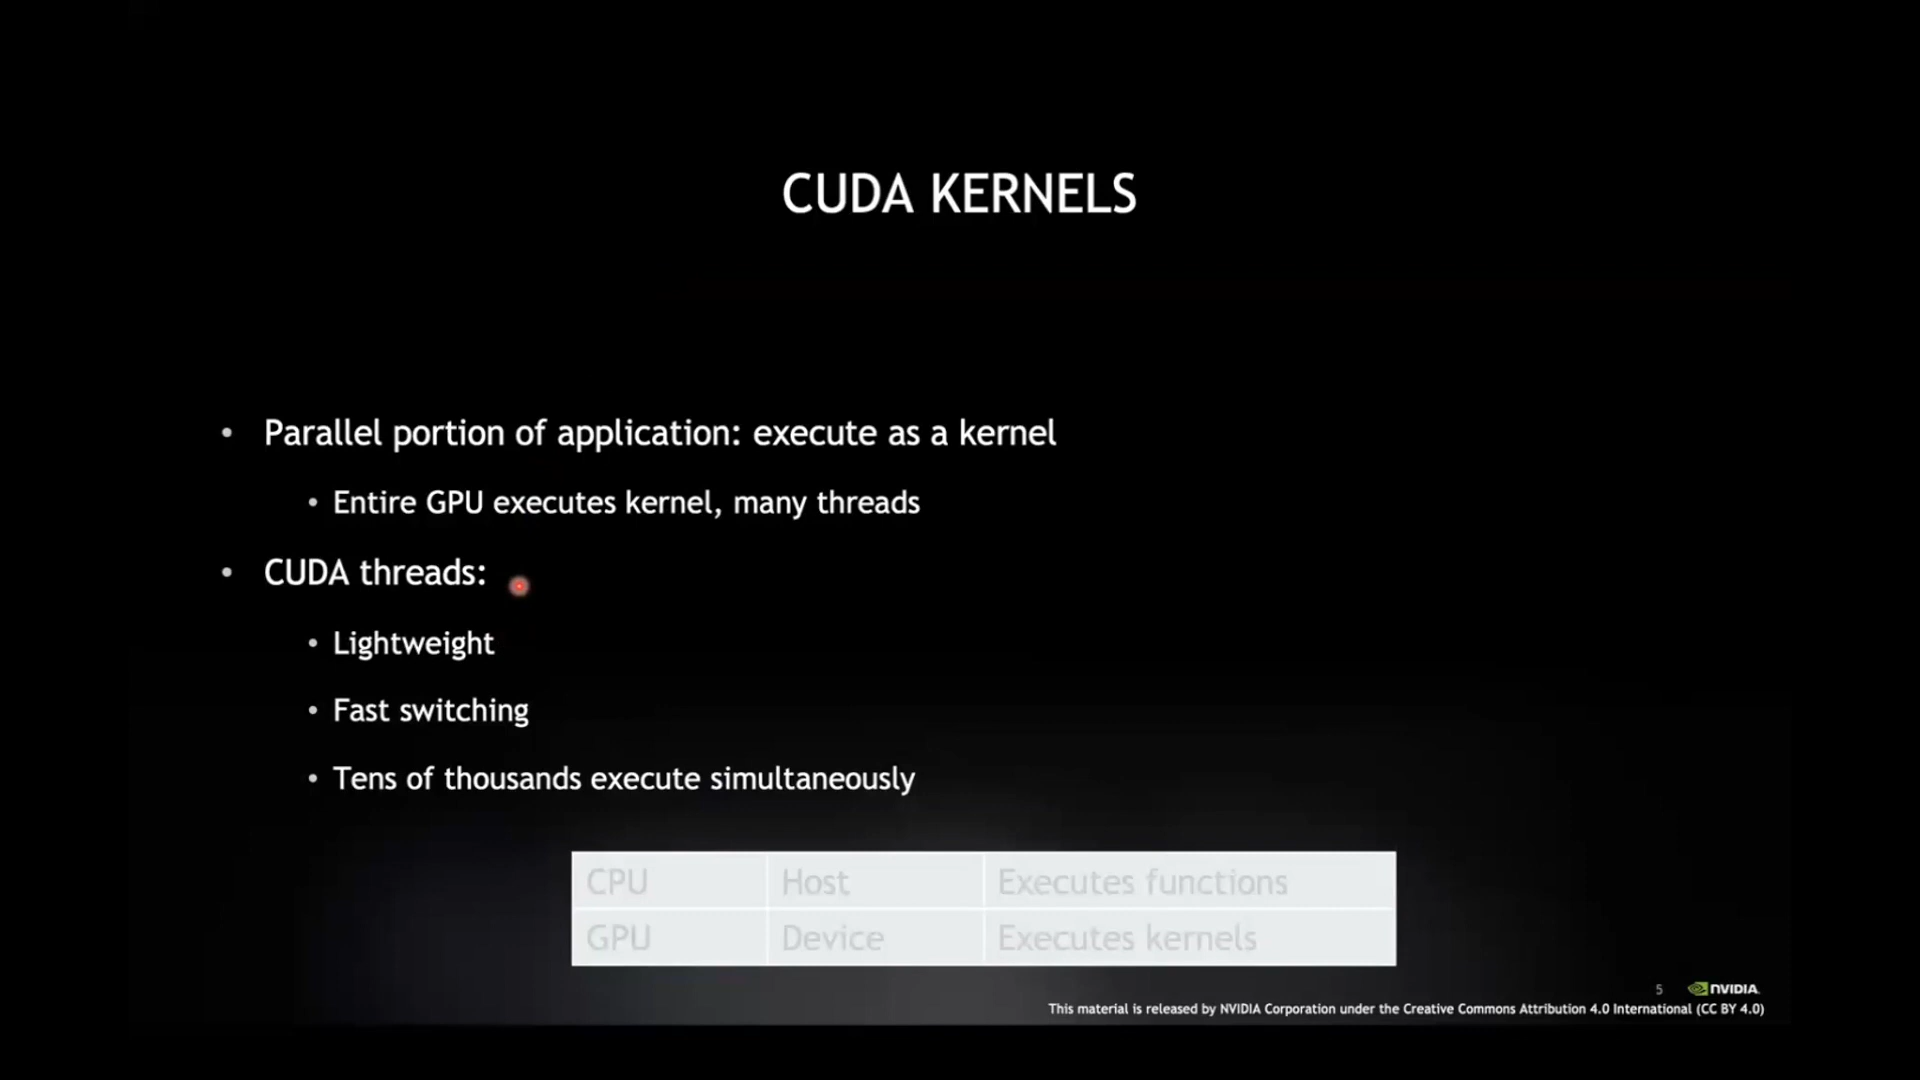 CUDA KERNELS
• Parallel portion of application: execute as a kernel
• Entire GPU executes kernel, many threads
• CUDA threads:
• Lightweight
• Fast switching
• Tens of thousands execute simultaneously
CPU Host Executes functions
GPU Device Executes kernels
5 NVIDIA.
This material is released by NVIDIA Corporation under the Creative Commons Attribution 4.0 International (CC BY 4.0)